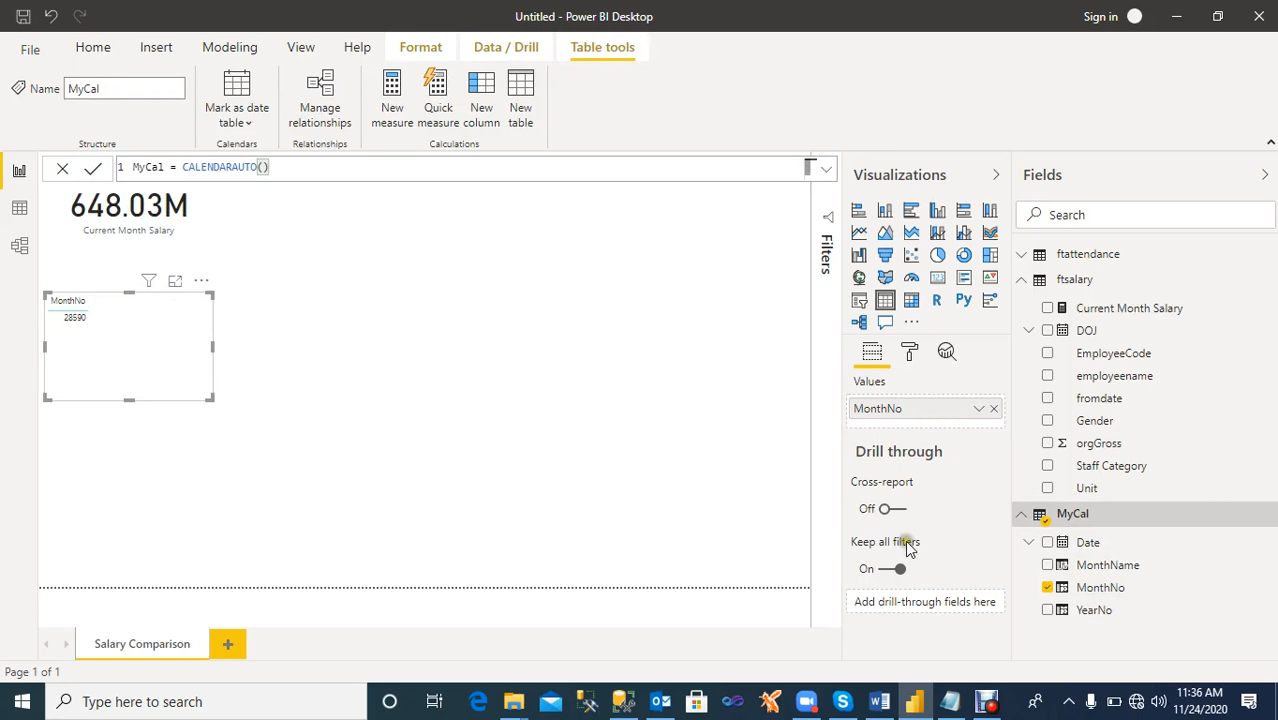 Untitled - Power BI Desktop
Sign in
File
Home
Insert
Modeling
View
Help
Format
Data / Drill
Table tools
Name
MyCal
Mark as date
table
Manage
relationships
New
measure
Quick
measure
New
column
New
table
Structure
Calendars
Relationships
Calculations
1 MyCal = CALENDARAUTO()
648.03M
Current Month Salary
MonthNo
28590
Filters
Visualizations
R
Py
Values
MonthNo
Drill through
Cross-report
Off
Keep all filters
On
Add drill-through fields here
Fields
Search
ftattendance
ftsalary
Current Month Salary
DOJ
EmployeeCode
employeename
fromdate
Gender
orgGross
Staff Category
Unit
MyCal
Date
MonthName
MonthNo
YearNo
Salary Comparison
Page 1 of 1
Type here to search
11:36 AM
11/24/2020